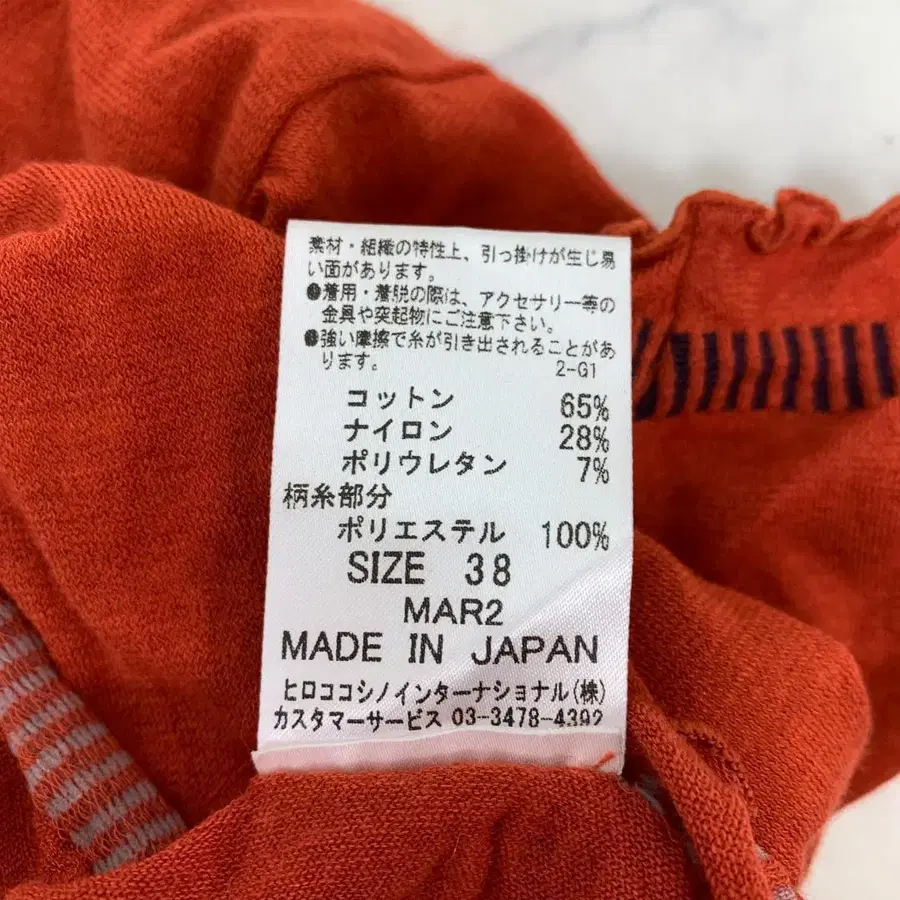 素材・組織の特性上、引っ掛けが生じ易
い面があります。
●着用・着脱の際は、アクセサリー等の
金具や突起物にご注意下さい。
●強い摩擦で糸が引き出されることがあ
ります。 2-G1
コットン 65%
ナイロン 28%
ポリウレタン 7%
柄糸部分
ポリエステル 100%
SIZE 38
MAR2
MADE IN JAPAN
ヒロココシノインターナショナル(株)
カスタマーサービス 03-3478-4392